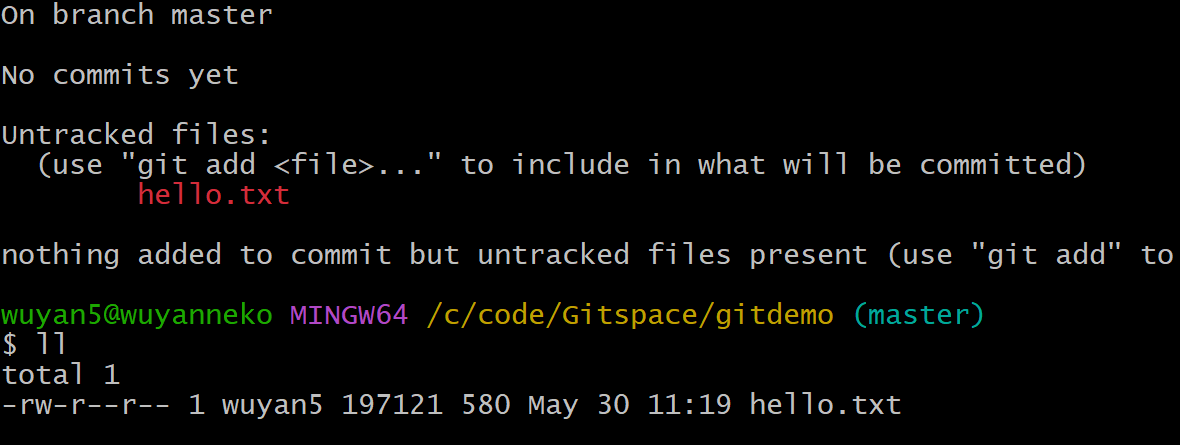 On branch master
No commits yet
Untracked files:
(use "git add <file>..." to include in what will be committed)
hello.txt
nothing added to commit but untracked files present (use "git add" to
wuyan5@wuyanneko MINGW64 /c/code/Gitspace/gitdemo (master)
$ ll
total 1
-rw-r--r-- 1 wuyan5 197121 580 May 30 11:19 hello.txt